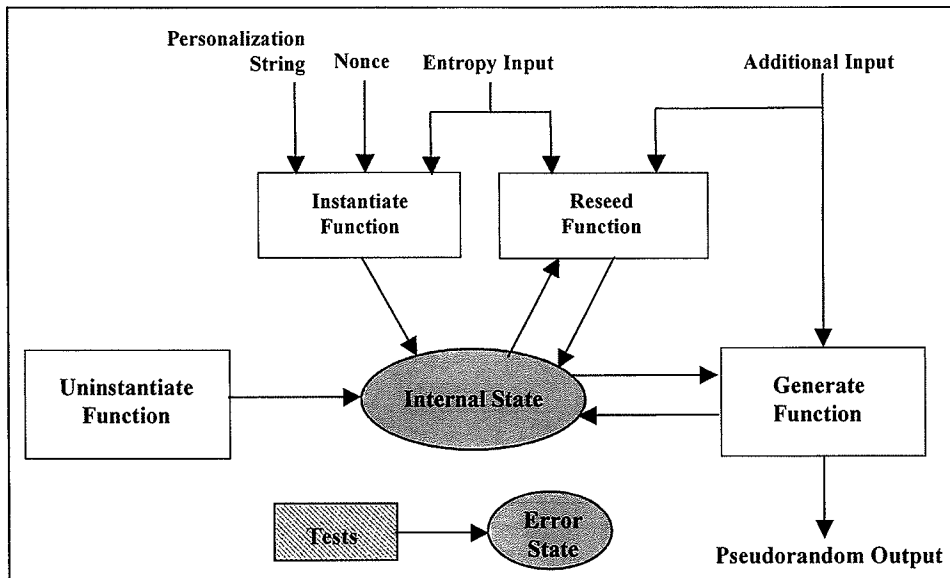 Personalization
String
Nonce
Entropy Input
Additional Input
Instantiate
Function
Reseed
Function
Uninstantiate
Function
Internal State
Generate
Function
Tests
Error
State
Pseudorandom Output